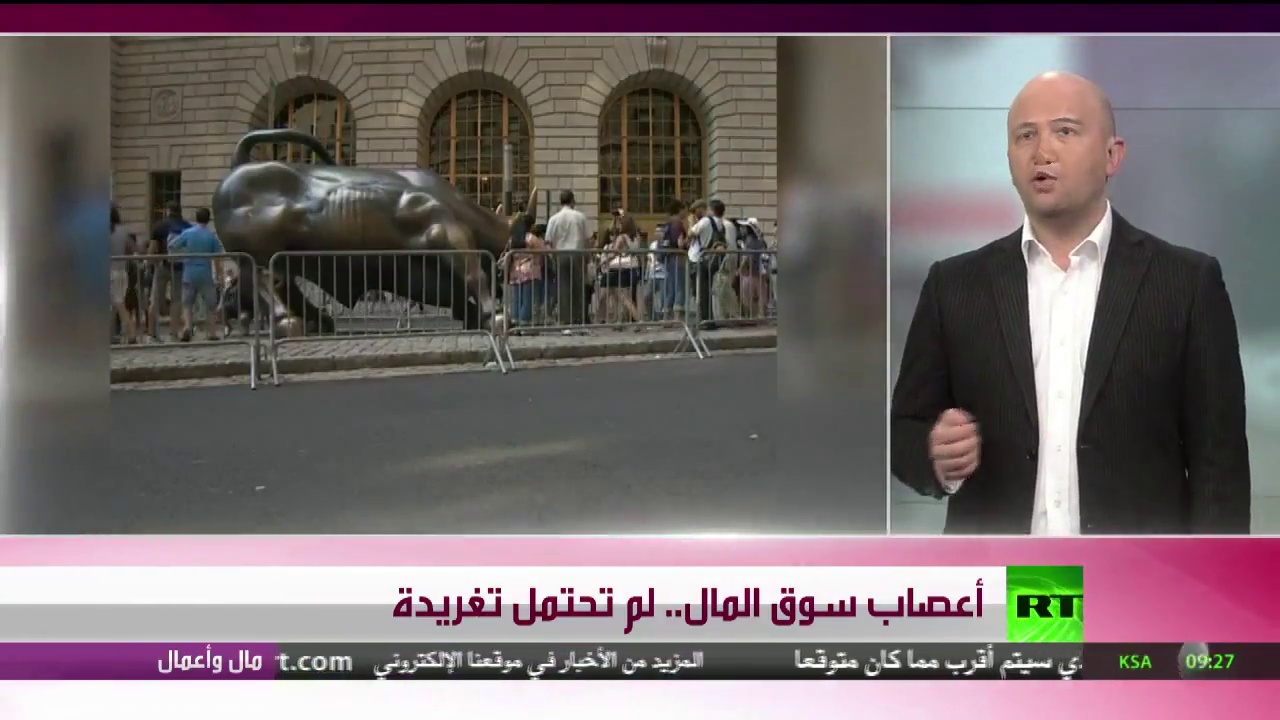 أعصاب سوق المال.. لم تحتمل تغريدة
RT
KSA 09:27
سيتم أقرب مما كان متوقعا المزيد من الأخبار في موقعنا الإلكتروني rt.com
مال وأعمال